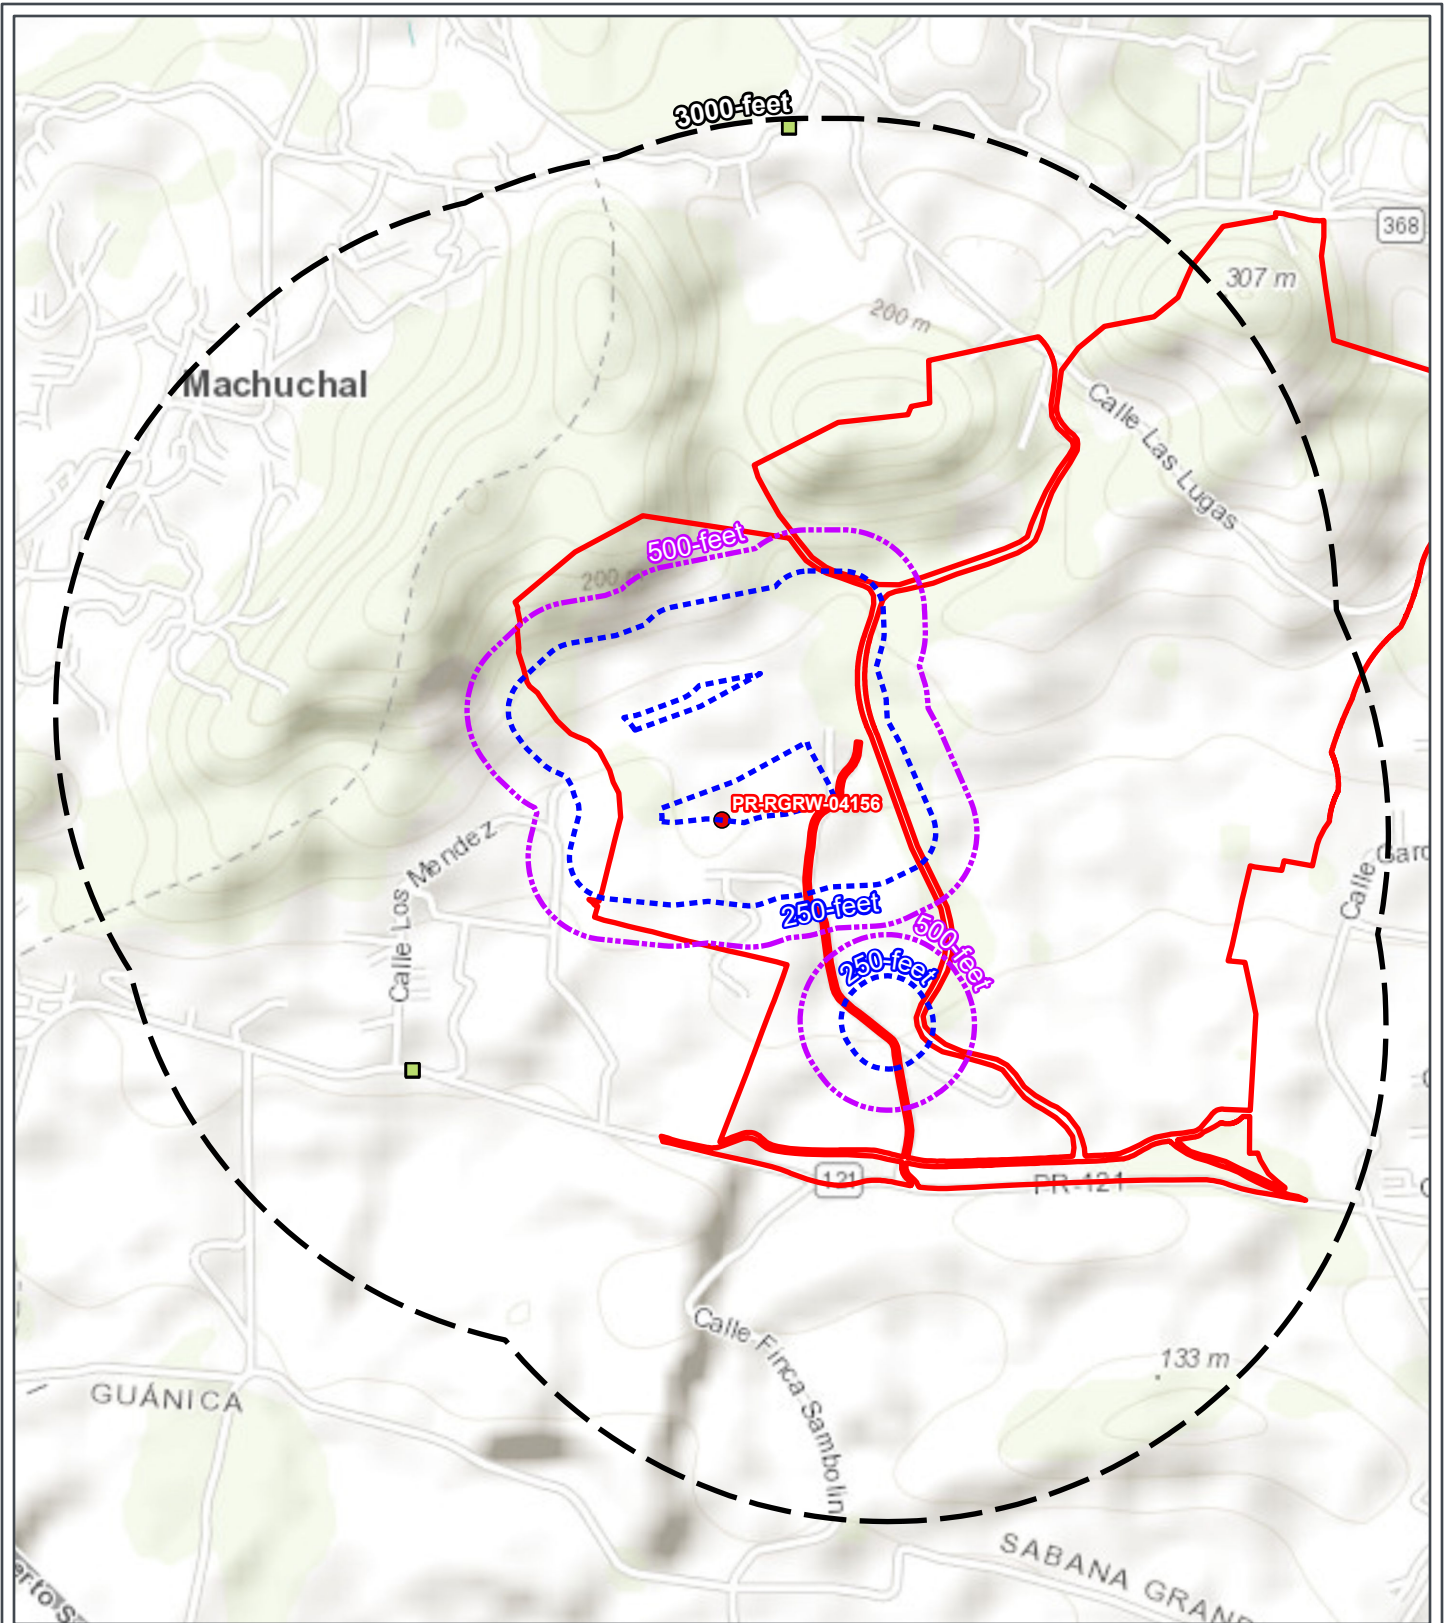 3000-feet
368
307 m
200 m
Machuchal
Calle Las Lugas
500-feet
200 m
PR-RGRW-04156
Calle Los Mendez
250-feet
500-feet
250-feet
Calle
121
PR-121
Calle Finca Sambolin
133 m
GUÁNICA
SABANA GRAND